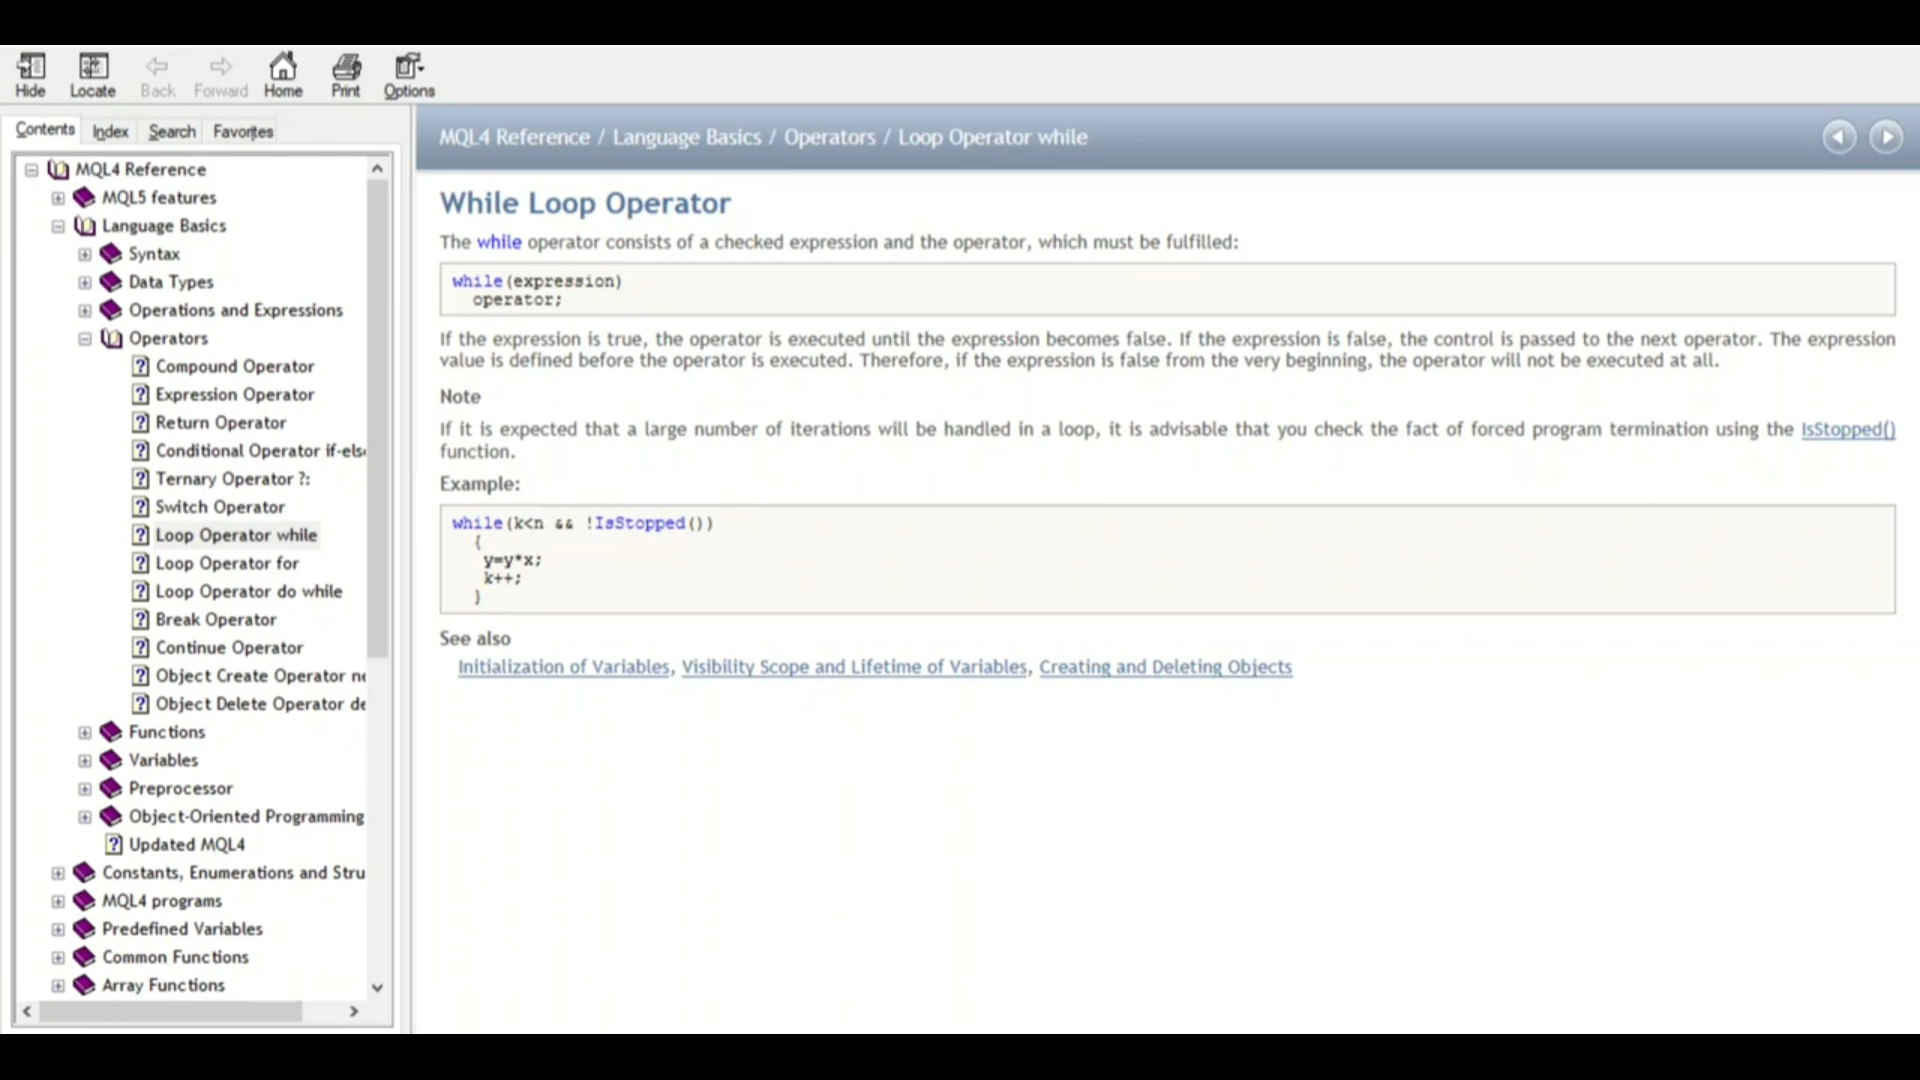 Hide Locate Back Forward Home Print Options
Contents Index Search Favorites
MQL4 Reference
MQL5 features
Language Basics
Syntax
Data Types
Operations and Expressions
Operators
Compound Operator
Expression Operator
Return Operator
Conditional Operator if-els
Ternary Operator ?:
Switch Operator
Loop Operator while
Loop Operator for
Loop Operator do while
Break Operator
Continue Operator
Object Create Operator ne
Object Delete Operator de
Functions
Variables
Preprocessor
Object-Oriented Programming
Updated MQL4
Constants, Enumerations and Stru
MQL4 programs
Predefined Variables
Common Functions
Array Functions
MQL4 Reference / Language Basics / Operators / Loop Operator while
While Loop Operator
The while operator consists of a checked expression and the operator, which must be fulfilled:
while(expression)
operator;
If the expression is true, the operator is executed until the expression becomes false. If the expression is false, the control is passed to the next operator. The expression
value is defined before the operator is executed. Therefore, if the expression is false from the very beginning, the operator will not be executed at all.
Note
If it is expected that a large number of iterations will be handled in a loop, it is advisable that you check the fact of forced program termination using the IsStopped()
function.
Example:
while(k<n && !IsStopped())
{
y=y*x;
k++;
}
See also
Initialization of Variables, Visibility Scope and Lifetime of Variables, Creating and Deleting Objects